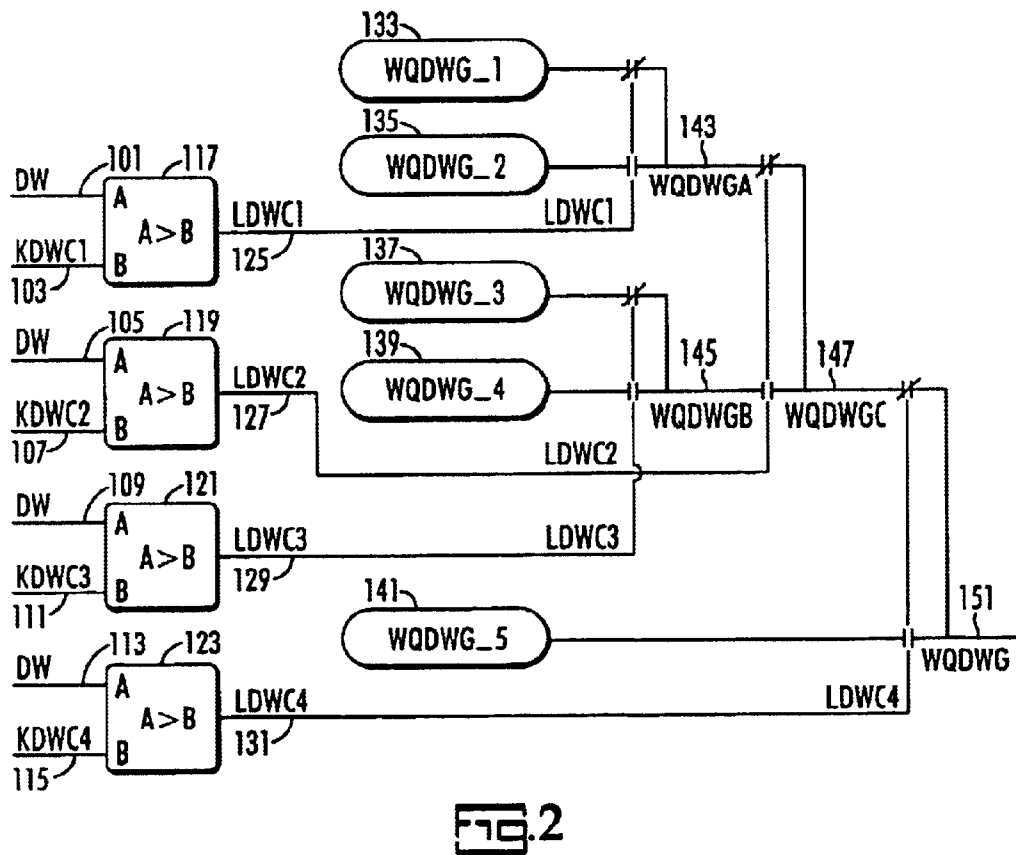 133
WQDWG_1
135
WQDWG_2
143
WQDWGA
101
117
DW
A
A>B
KDWC1
B
103
LDWC1
125
LDWC1
137
WQDWG_3
105
119
DW
A
A>B
KDWC2
B
107
LDWC2
127
139
WQDWG_4
145
WQDWGB
147
WQDWGC
LDWC2
109
121
DW
A
A>B
KDWC3
B
111
LDWC3
129
LDWC3
141
WQDWG_5
151
WQDWG
113
123
DW
A
A>B
KDWC4
B
115
LDWC4
131
LDWC4
FIG.2